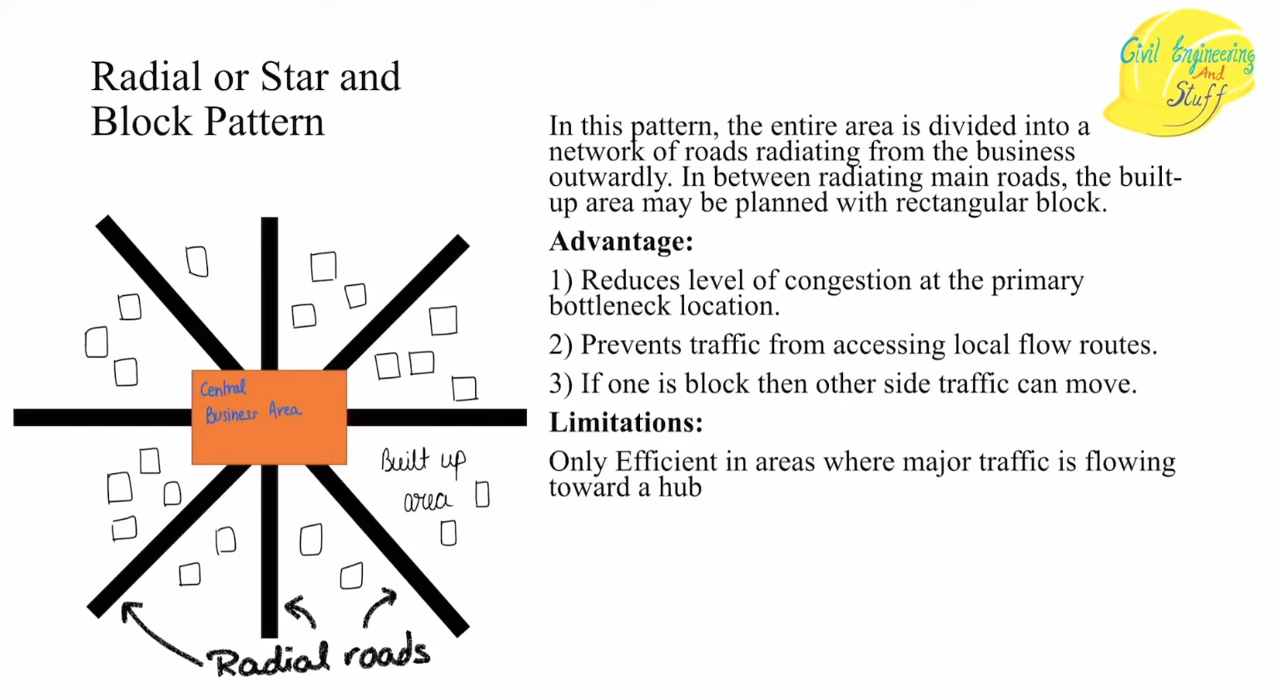 Radial or Star and
Block Pattern
Civil Engineering
And
Stuff
In this pattern, the entire area is divided into a
network of roads radiating from the business
outwardly. In between radiating main roads, the built-
up area may be planned with rectangular block.
Advantage:
1) Reduces level of congestion at the primary
bottleneck location.
2) Prevents traffic from accessing local flow routes.
3) If one is block then other side traffic can move.
Limitations:
Only Efficient in areas where major traffic is flowing
toward a hub
Central
Business Area
Built up
area
Radial roads